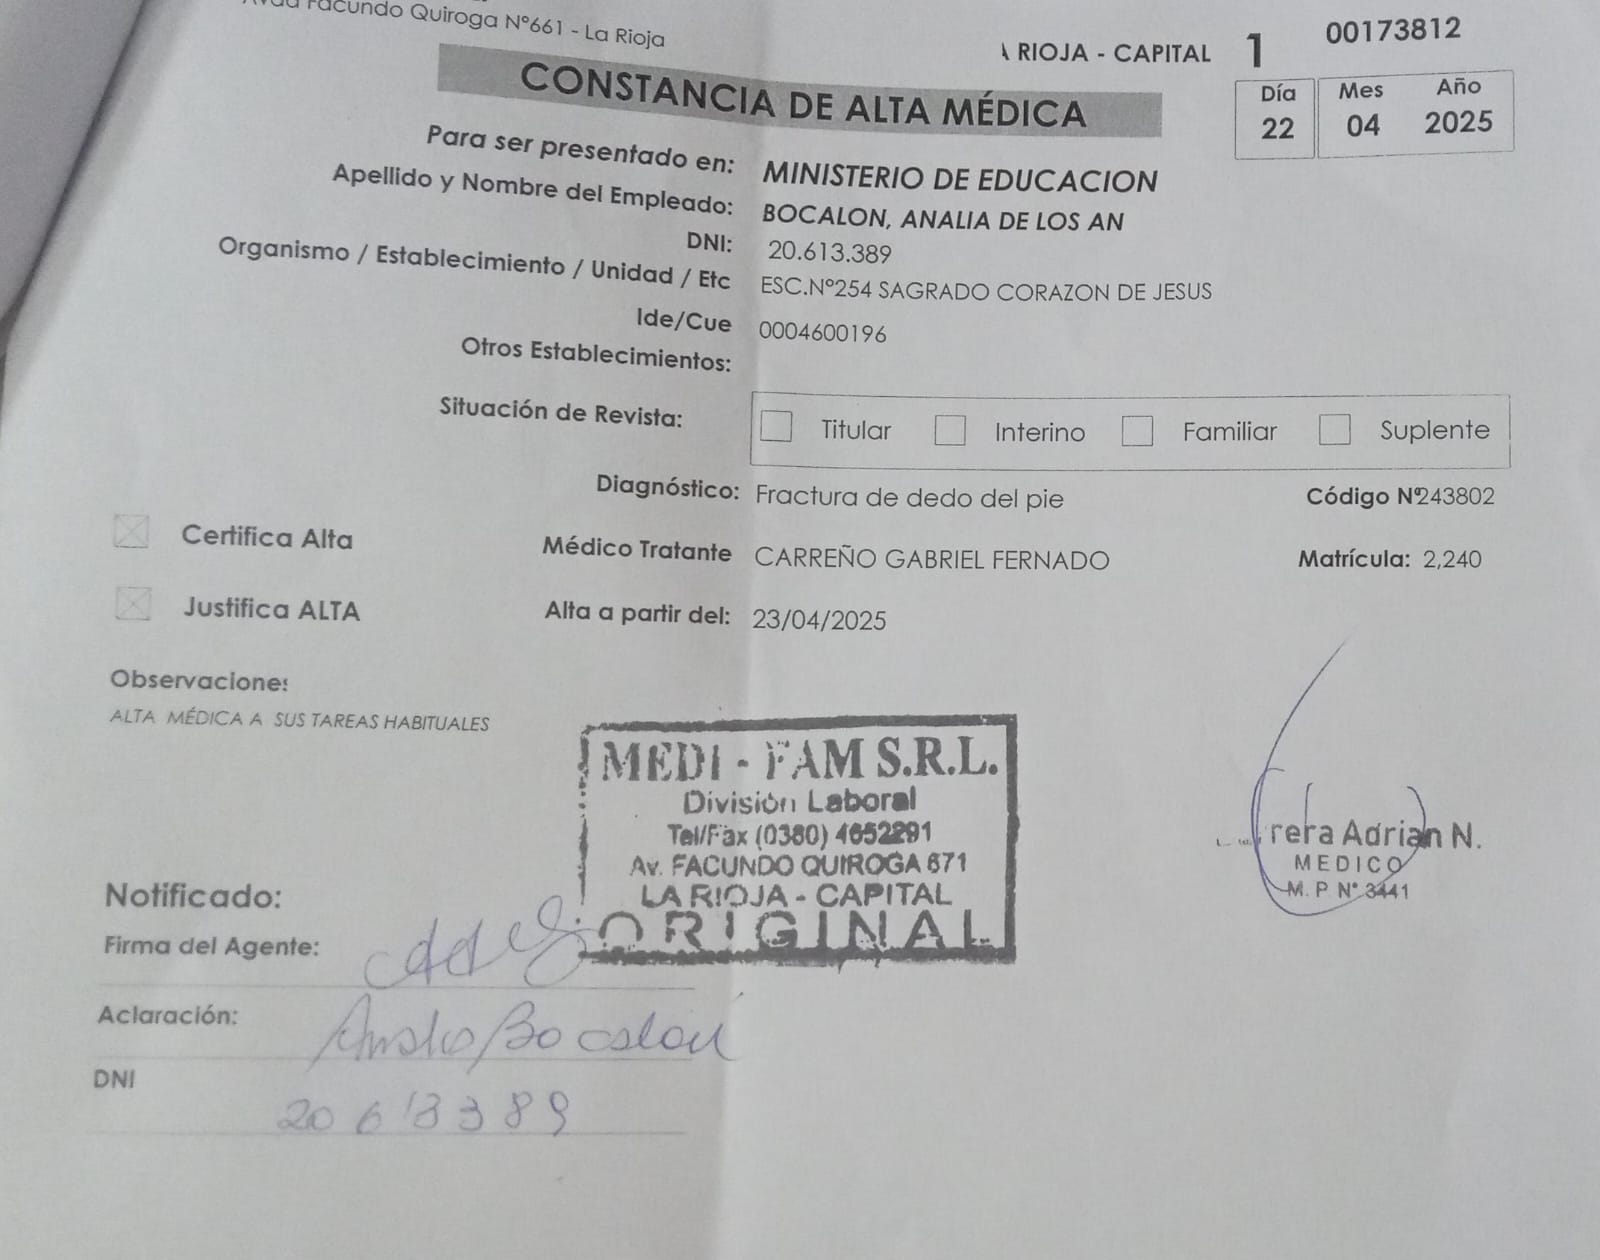 Facundo Quiroga Nº661 - La Rioja
RIOJA - CAPITAL 1 00173812
CONSTANCIA DE ALTA MÉDICA
Día Mes Año
22 04 2025
Para ser presentado en: MINISTERIO DE EDUCACION
Apellido y Nombre del Empleado: BOCALON, ANALIA DE LOS AN
DNI: 20.613.389
Organismo / Establecimiento / Unidad / Etc ESC.Nº254 SAGRADO CORAZON DE JESUS
Ide/Cue 0004600196
Otros Establecimientos:
Situación de Revista: Titular Interino Familiar Suplente
Diagnóstico: Fractura de dedo del pie Código Nº243802
Certifica Alta Médico Tratante CARREÑO GABRIEL FERNADO Matrícula: 2,240
Justifica ALTA Alta a partir del: 23/04/2025
Observaciones
ALTA MÉDICA A SUS TAREAS HABITUALES
MEDI - FAM S.R.L.
División Laboral
Tel/Fax (0380) 4652291
Av. FACUNDO QUIROGA 671
LA RIOJA - CAPITAL
ORIGINAL
rera Adrian N.
MEDICO
M. P. Nº 3441
Notificado:
Firma del Agente:
Aclaración: Bocalon
DNI
20613389